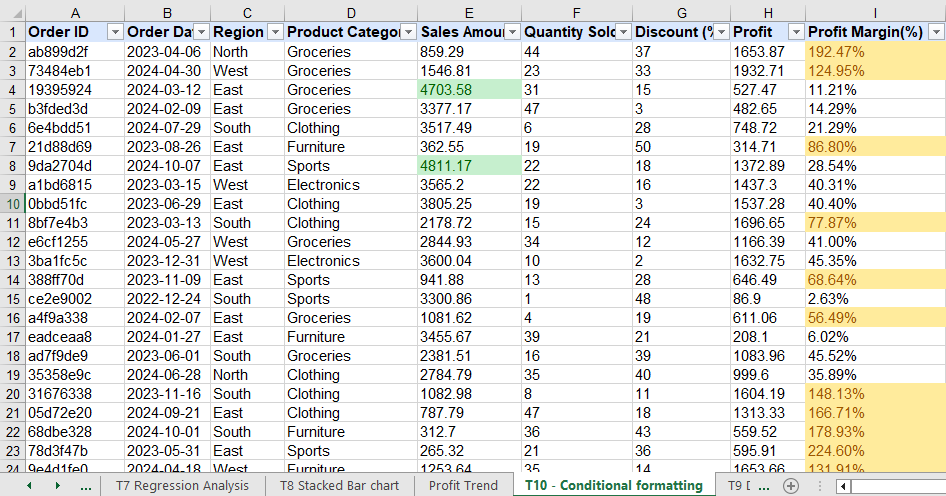 A B C D E F G H I
1 Order ID Order Da Region Product Categor Sales Amour Quantity Solc Discount (% Profit Profit Margin(%)
2 ab899d2f 2023-04-06 North Groceries 859.29 44 37 1653.87 192.47%
3 73484eb1 2024-04-30 West Groceries 1546.81 23 33 1932.71 124.95%
4 19395924 2024-03-12 East Groceries 4703.58 31 15 527.47 11.21%
5 b3fded3d 2024-02-09 East Groceries 3377.17 47 3 482.65 14.29%
6 6e4bdd51 2024-07-29 South Clothing 3517.49 6 28 748.72 21.29%
7 21d88d69 2023-08-26 East Furniture 362.55 19 50 314.71 86.80%
8 9da2704d 2024-10-07 East Sports 4811.17 22 18 1372.89 28.54%
9 a1bd6815 2023-03-15 West Electronics 3565.2 22 16 1437.3 40.31%
10 0bbd51fc 2023-06-29 East Clothing 3805.25 19 3 1537.28 40.40%
11 8bf7e4b3 2023-03-13 South Clothing 2178.72 15 24 1696.65 77.87%
12 e6cf1255 2024-05-27 West Groceries 2844.93 34 12 1166.39 41.00%
13 3ba1fc5c 2023-12-31 West Electronics 3600.04 10 2 1632.75 45.35%
14 388ff70d 2023-11-09 East Sports 941.88 13 28 646.49 68.64%
15 ce2e9002 2022-12-24 South Sports 3300.86 1 48 86.9 2.63%
16 a4f9a338 2024-02-07 East Groceries 1081.62 4 19 611.06 56.49%
17 eadceaa8 2024-01-27 East Furniture 3455.67 39 21 208.1 6.02%
18 ad7f9de9 2023-06-01 South Groceries 2381.51 16 39 1083.96 45.52%
19 35358e9c 2024-06-28 North Clothing 2784.79 35 40 999.6 35.89%
20 31676338 2023-11-16 South Clothing 1082.98 8 11 1604.19 148.13%
21 05d72e20 2024-09-21 East Clothing 787.79 47 18 1313.33 166.71%
22 68dbe328 2024-10-01 South Furniture 312.7 36 43 559.52 178.93%
23 78d3f47b 2023-05-31 East Sports 265.32 21 36 595.91 224.60%
24 9e4d1fe0 2024-04-18 West Furniture 1253.64 35 14 1653.66 131.91%
... T7 Regression Analysis T8 Stacked Bar chart Profit Trend T10 - Conditional formatting T9 D ...